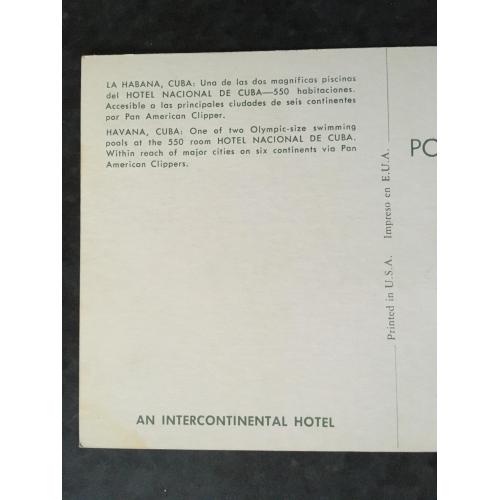 LA HABANA, CUBA: Una de las dos magníficas piscinas
del HOTEL NACIONAL DE CUBA—550 habitaciones.
Accesible a las principales ciudades de seis continentes
por Pan American Clipper.
HAVANA, CUBA: One of two Olympic-size swimming
pools at the 550 room HOTEL NACIONAL DE CUBA.
Within reach of major cities on six continents via Pan
American Clippers.
AN INTERCONTINENTAL HOTEL
Printed in U.S.A. Impreso en E.U.A.
PO